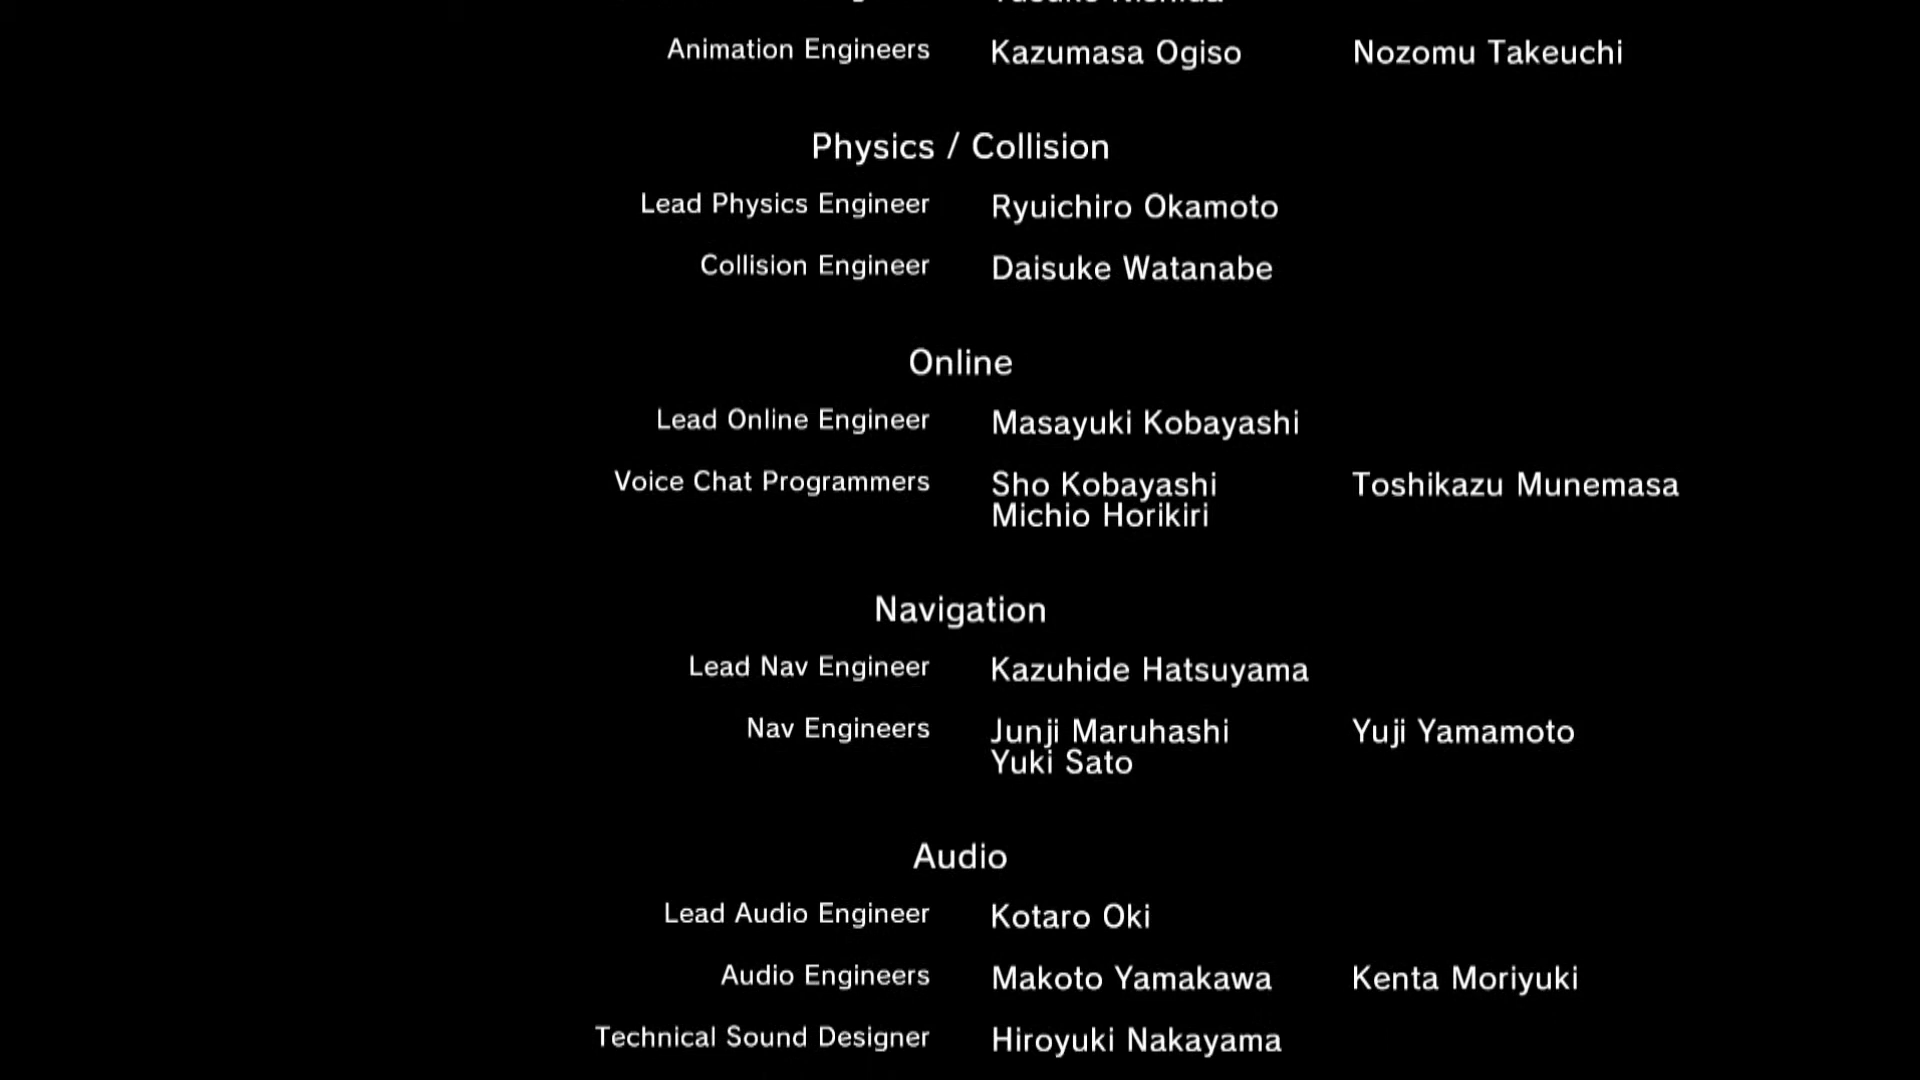 Animation Engineers Kazumasa Ogiso Nozomu Takeuchi
Physics / Collision
Lead Physics Engineer Ryuichiro Okamoto
Collision Engineer Daisuke Watanabe
Online
Lead Online Engineer Masayuki Kobayashi
Voice Chat Programmers Sho Kobayashi Toshikazu Munemasa
Michio Horikiri
Navigation
Lead Nav Engineer Kazuhide Hatsuyama
Nav Engineers Junji Maruhashi Yuji Yamamoto
Yuki Sato
Audio
Lead Audio Engineer Kotaro Oki
Audio Engineers Makoto Yamakawa Kenta Moriyuki
Technical Sound Designer Hiroyuki Nakayama